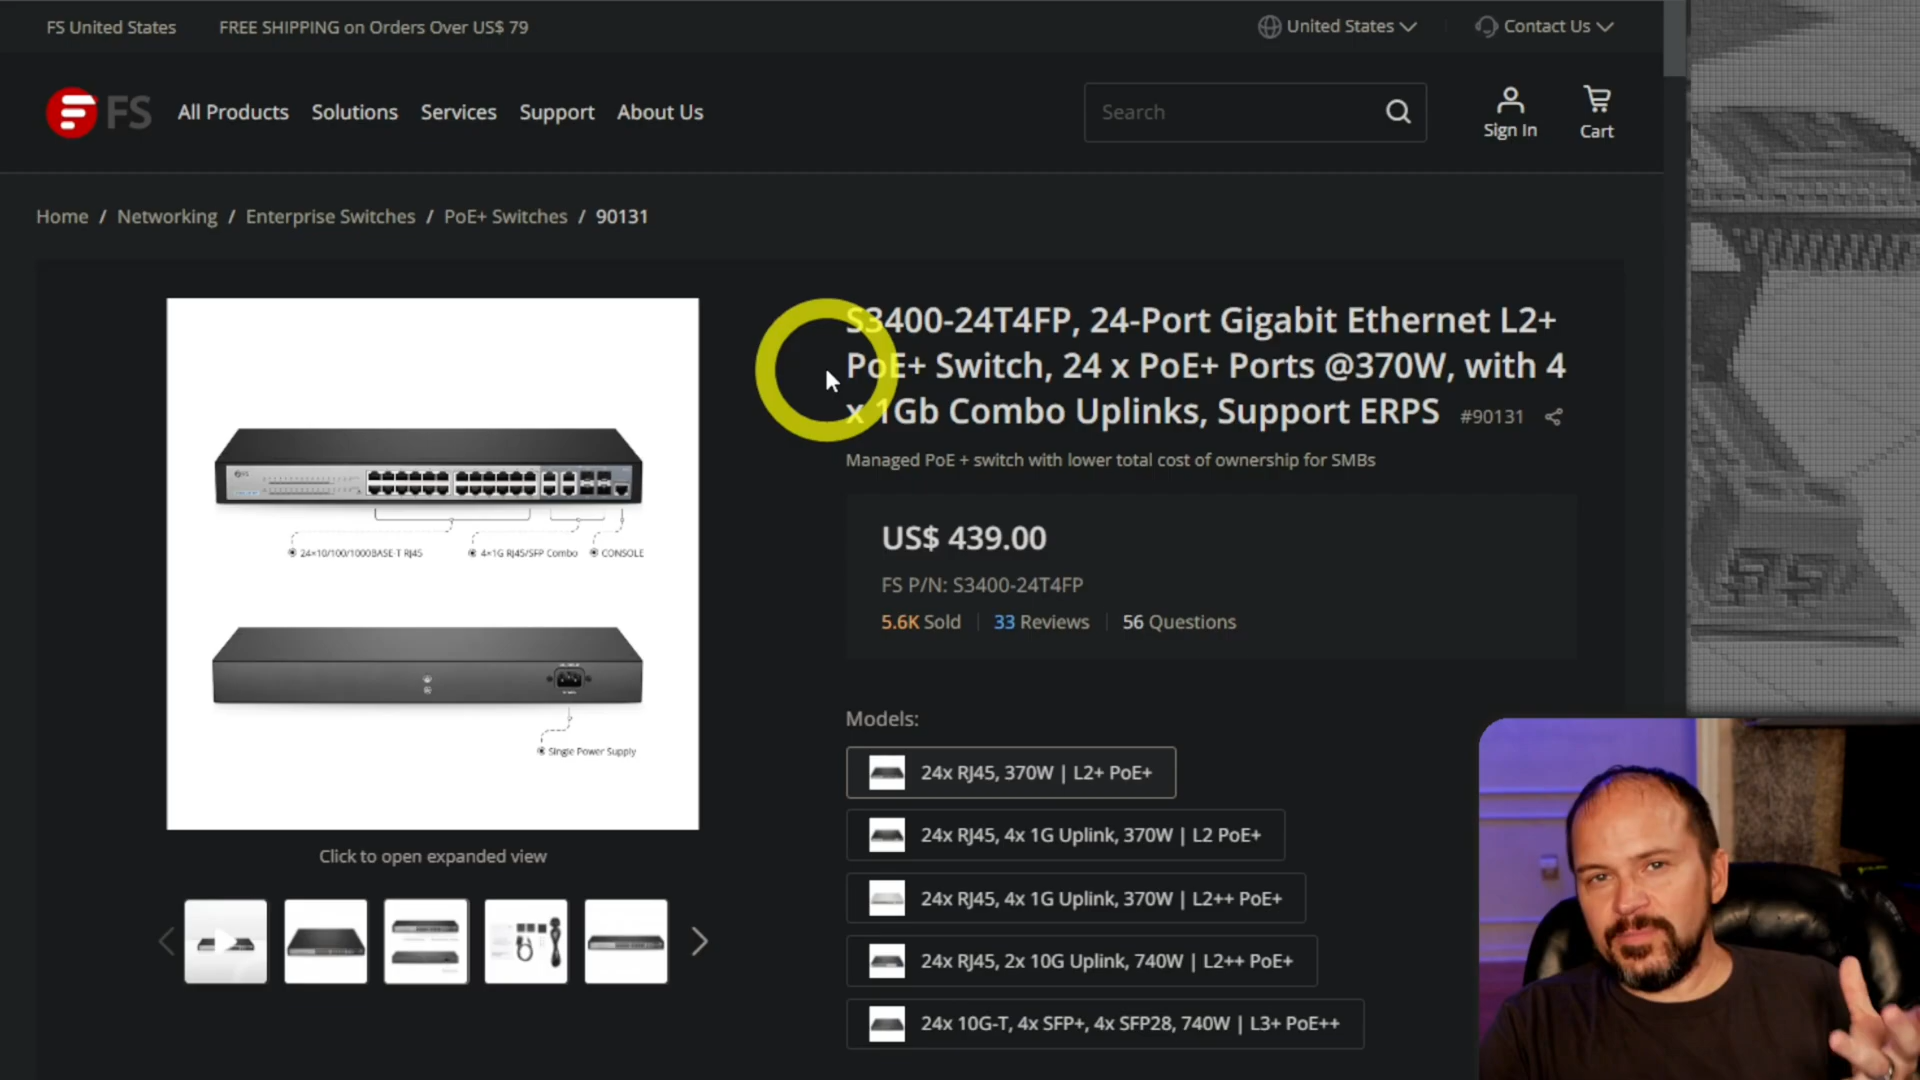 FS United States
FREE SHIPPING on Orders Over US$ 79
United States
Contact Us
FS
All Products
Solutions
Services
Support
About Us
Search
Sign In
Cart
Home / Networking / Enterprise Switches / PoE+ Switches / 90131
S3400-24T4FP, 24-Port Gigabit Ethernet L2+
PoE+ Switch, 24 x PoE+ Ports @370W, with 4
x 1Gb Combo Uplinks, Support ERPS #90131
Managed PoE + switch with lower total cost of ownership for SMBs
US$ 439.00
FS P/N: S3400-24T4FP
5.6K Sold
33 Reviews
56 Questions
24×10/100/1000BASE-T RJ45
4×1G RJ45/SFP Combo
CONSOLE
Single Power Supply
Click to open expanded view
Models:
24x RJ45, 370W | L2+ PoE+
24x RJ45, 4x 1G Uplink, 370W | L2 PoE+
24x RJ45, 4x 1G Uplink, 370W | L2++ PoE+
24x RJ45, 2x 10G Uplink, 740W | L2++ PoE+
24x 10G-T, 4x SFP+, 4x SFP28, 740W | L3+ PoE++